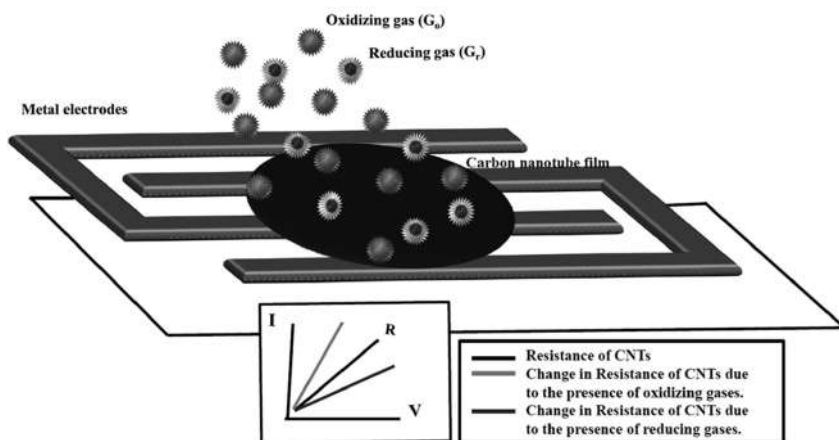 Oxidizing gas (Gₒ)
Reducing gas (Gᵣ)
Metal electrodes
Carbon nanotube film
I
R
V
Resistance of CNTs
Change in Resistance of CNTs due
to the presence of oxidizing gases.
Change in Resistance of CNTs due
to the presence of reducing gases.